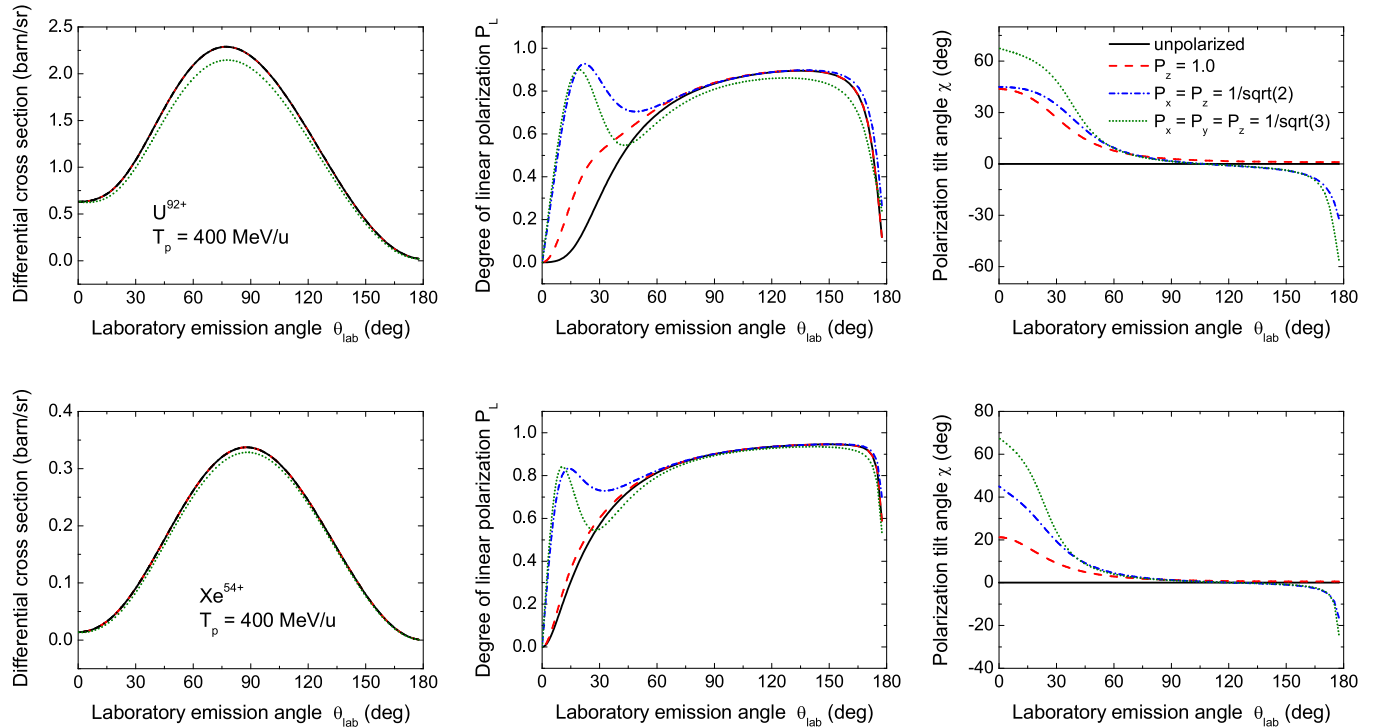 Differential cross section (barn/sr)
2.5
2.0
1.5
1.0
0.5
0.0
U92+
Tp = 400 MeV/u
0 30 60 90 120 150 180
Laboratory emission angle θlab (deg)
Degree of linear polarization PL
1.0
0.8
0.6
0.4
0.2
0.0
0 30 60 90 120 150 180
Laboratory emission angle θlab (deg)
Polarization tilt angle χ (deg)
60
30
0
-30
-60
unpolarized
Pz = 1.0
Px = Pz = 1/sqrt(2)
Px = Py = Pz = 1/sqrt(3)
0 30 60 90 120 150 180
Laboratory emission angle θlab (deg)
Differential cross section (barn/sr)
0.4
0.3
0.2
0.1
0.0
Xe54+
Tp = 400 MeV/u
0 30 60 90 120 150 180
Laboratory emission angle θlab (deg)
Degree of linear polarization PL
1.0
0.8
0.6
0.4
0.2
0.0
0 30 60 90 120 150 180
Laboratory emission angle θlab (deg)
Polarization tilt angle χ (deg)
80
60
40
20
0
-20
-40
0 30 60 90 120 150 180
Laboratory emission angle θlab (deg)